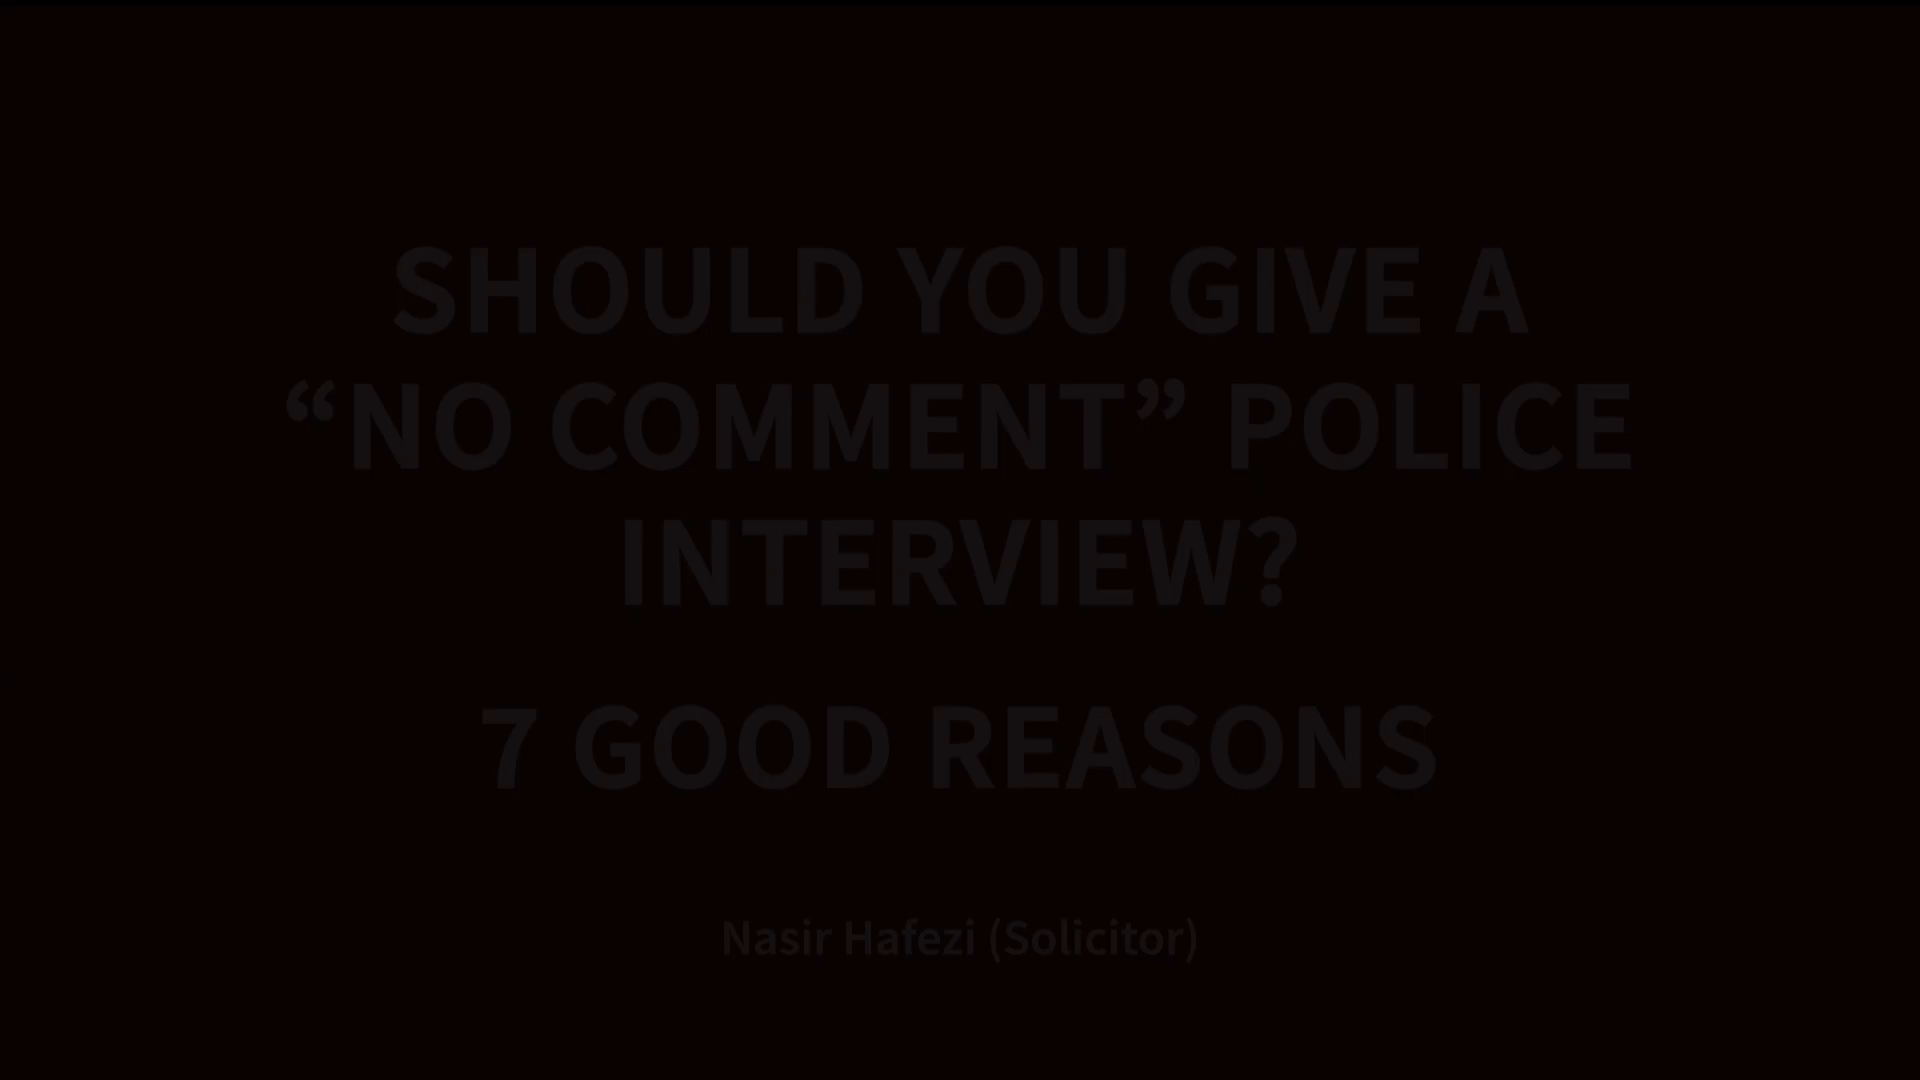 SHOULD YOU GIVE A
“NO COMMENT” POLICE
INTERVIEW?
7 GOOD REASONS
Nasir Hafezi (Solicitor)